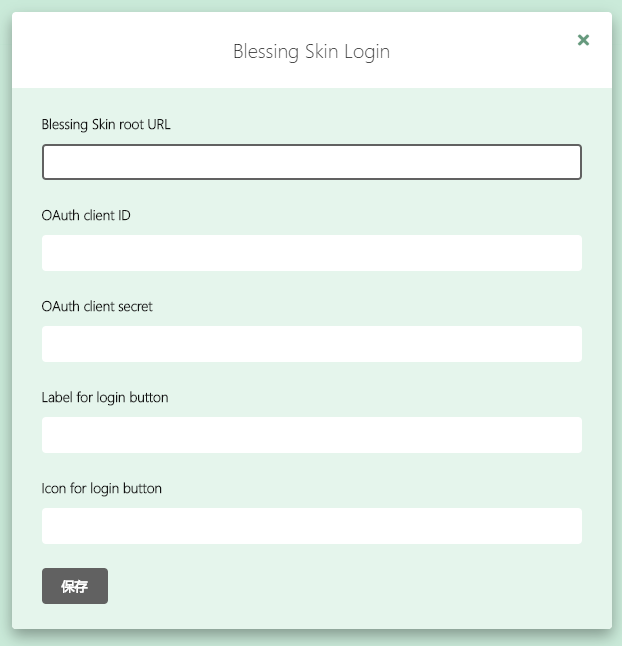 Blessing Skin Login
Blessing Skin root URL
OAuth client ID
OAuth client secret
Label for login button
Icon for login button
保存